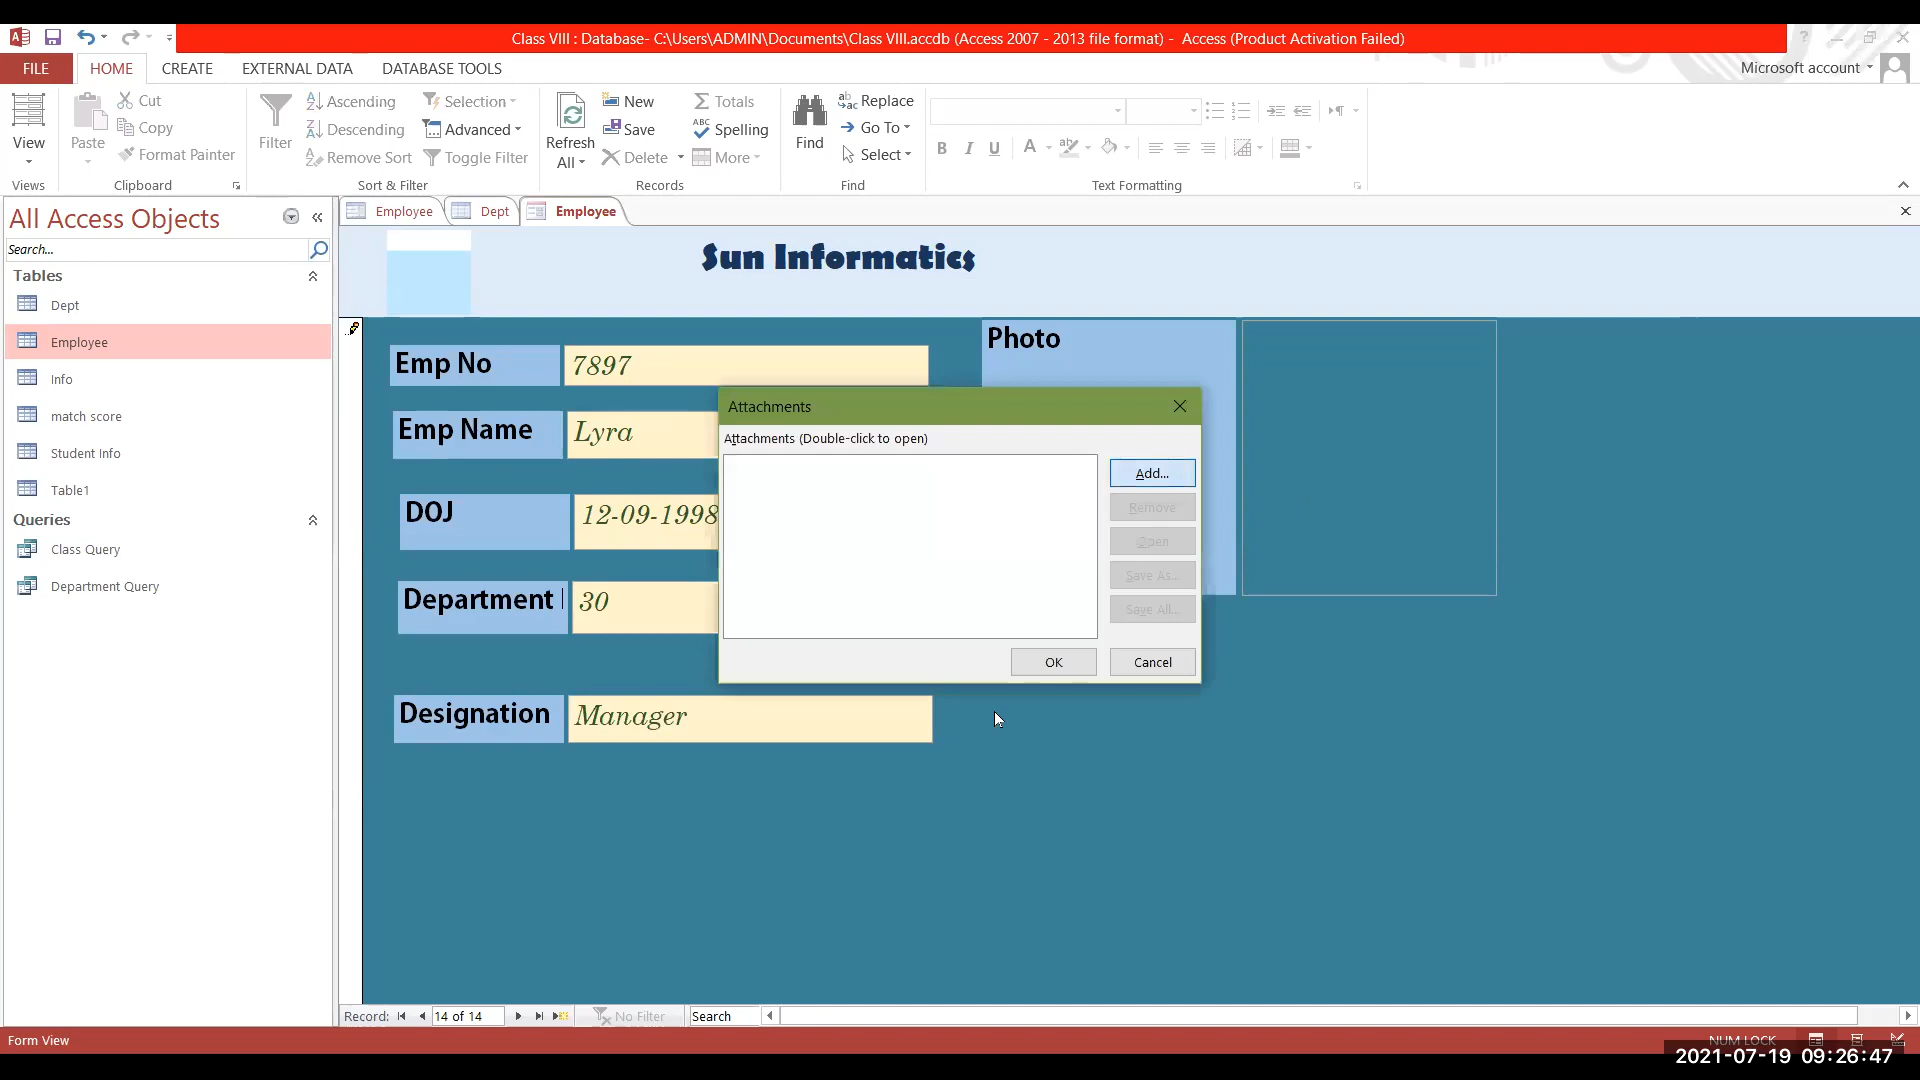 Class VIII : Database- C:\Users\ADMIN\Documents\Class VIII.accdb (Access 2007 - 2013 file format) - Access (Product Activation Failed)
?
FILE HOME CREATE EXTERNAL DATA DATABASE TOOLS Microsoft account
View
Views
Paste
Cut
Copy
Format Painter
Clipboard
Filter
Ascending
Descending
Remove Sort
Selection
Advanced
Toggle Filter
Sort & Filter
Refresh
All
New
Save
Delete
Totals
Spelling
More
Records
Find
Replace
Go To
Select
Find
B I U A
Text Formatting
All Access Objects
Search...
Tables
Dept
Employee
Info
match score
Student Info
Table1
Queries
Class Query
Department Query
Employee Dept Employee
Sun Informatics
Emp No 7897
Emp Name Lyra
DOJ 12-09-1998
Department 30
Designation Manager
Photo
Attachments
Attachments (Double-click to open)
Add...
Remove
Open
Save As...
Save All...
OK Cancel
Record: 14 of 14 No Filter Search
Form View NUM LOCK
2021-07-19 09:26:47